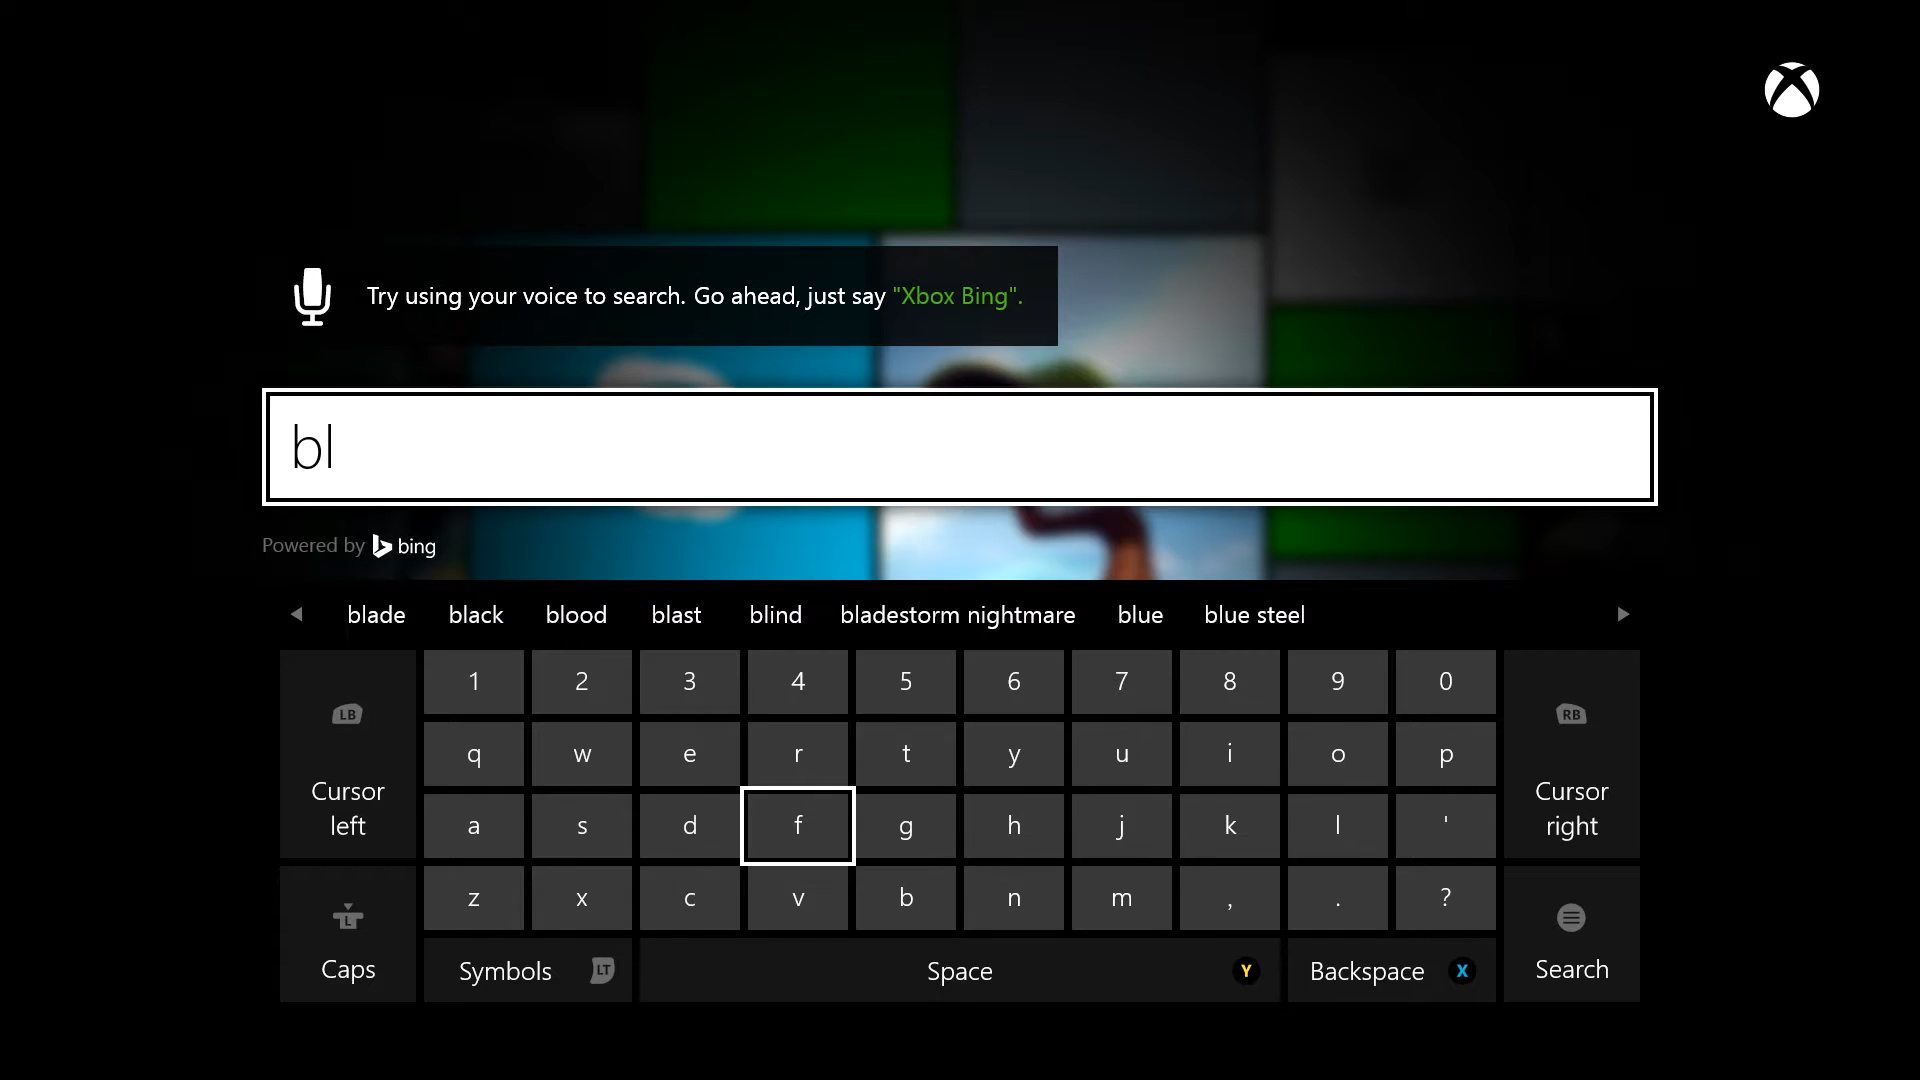 Try using your voice to search. Go ahead, just say "Xbox Bing".
bl
Powered by bing
blade black blood blast blind bladestorm nightmare blue blue steel
LB 1 2 3 4 5 6 7 8 9 0 RB
q w e r t y u i o p
Cursor left a s d f g h j k l ' Cursor right
L z x c v b n m , . ?
Caps Symbols LT Space Y Backspace X Search